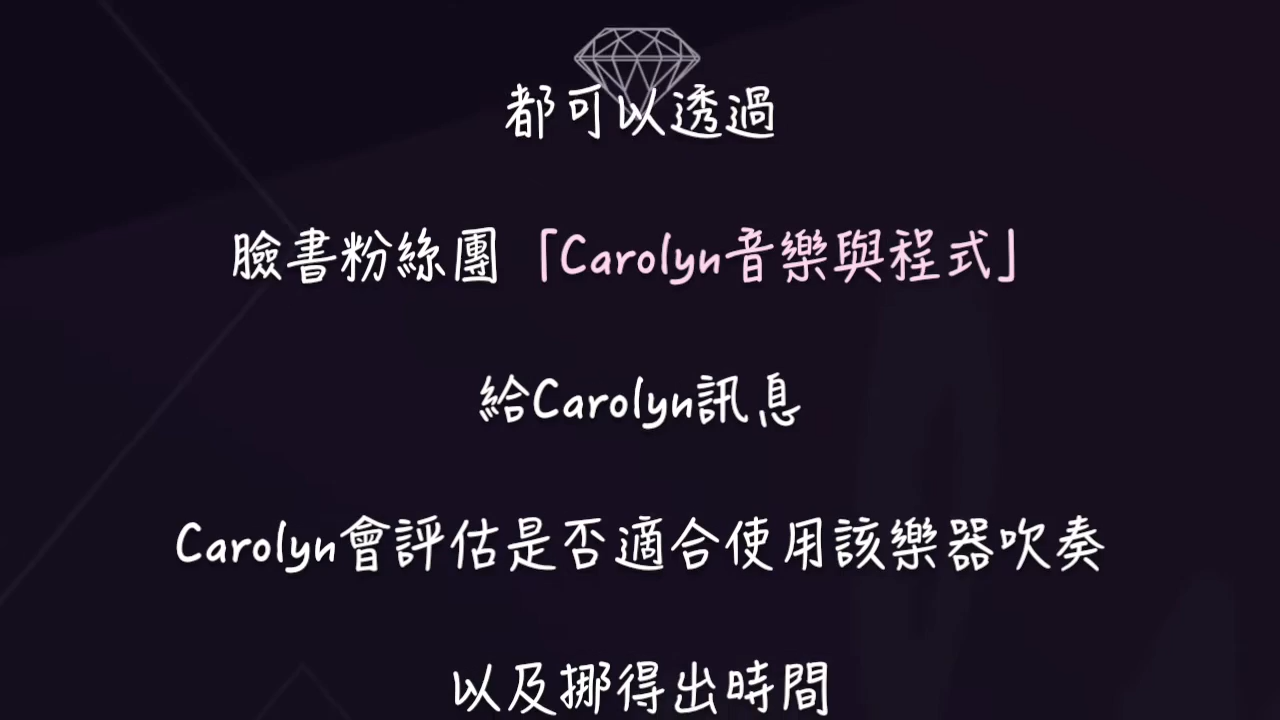 都可以透過
臉書粉絲團「Carolyn音樂與程式」
給Carolyn訊息
Carolyn會評估是否適合使用該樂器吹奏
以及挪得出時間